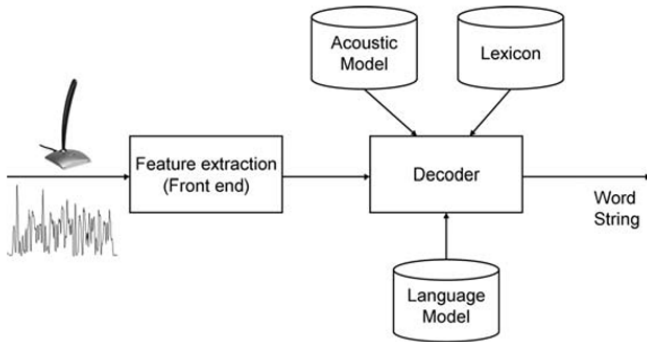 Acoustic
Model
Lexicon
Feature extraction
(Front end)
Decoder
Word
String
Language
Model